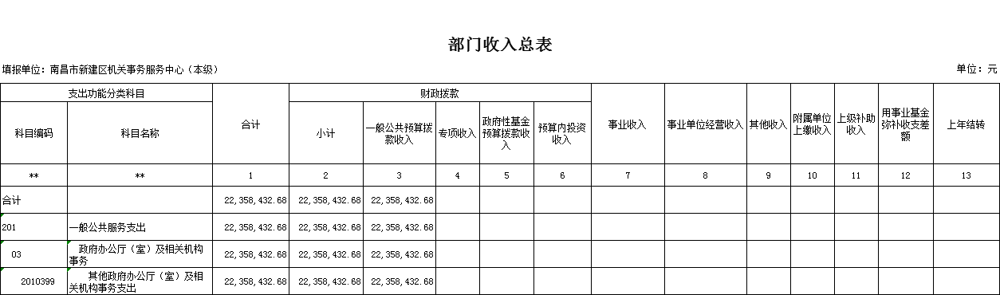 部门收入总表
填报单位：南昌市新建区机关事务服务中心（本级）
单位：元
支出功能分类科目
合计
财政拨款
事业收入
事业单位经营收入
其他收入
附属单位
上缴收入
上级补助
收入
用事业基金
弥补收支差
额
上年结转
科目编码
科目名称
小计
一般公共预算拨
款收入
专项收入
政府性基金
预算拨款收
入
预算内投资
收入
** ** 1 2 3 4 5 6 7 8 9 10 11 12 13
合计 22,358,432.68 22,358,432.68 22,358,432.68
201 一般公共服务支出 22,358,432.68 22,358,432.68 22,358,432.68
03 政府办公厅（室）及相关机构
事务 22,358,432.68 22,358,432.68 22,358,432.68
2010399 其他政府办公厅（室）及相
关机构事务支出 22,358,432.68 22,358,432.68 22,358,432.68